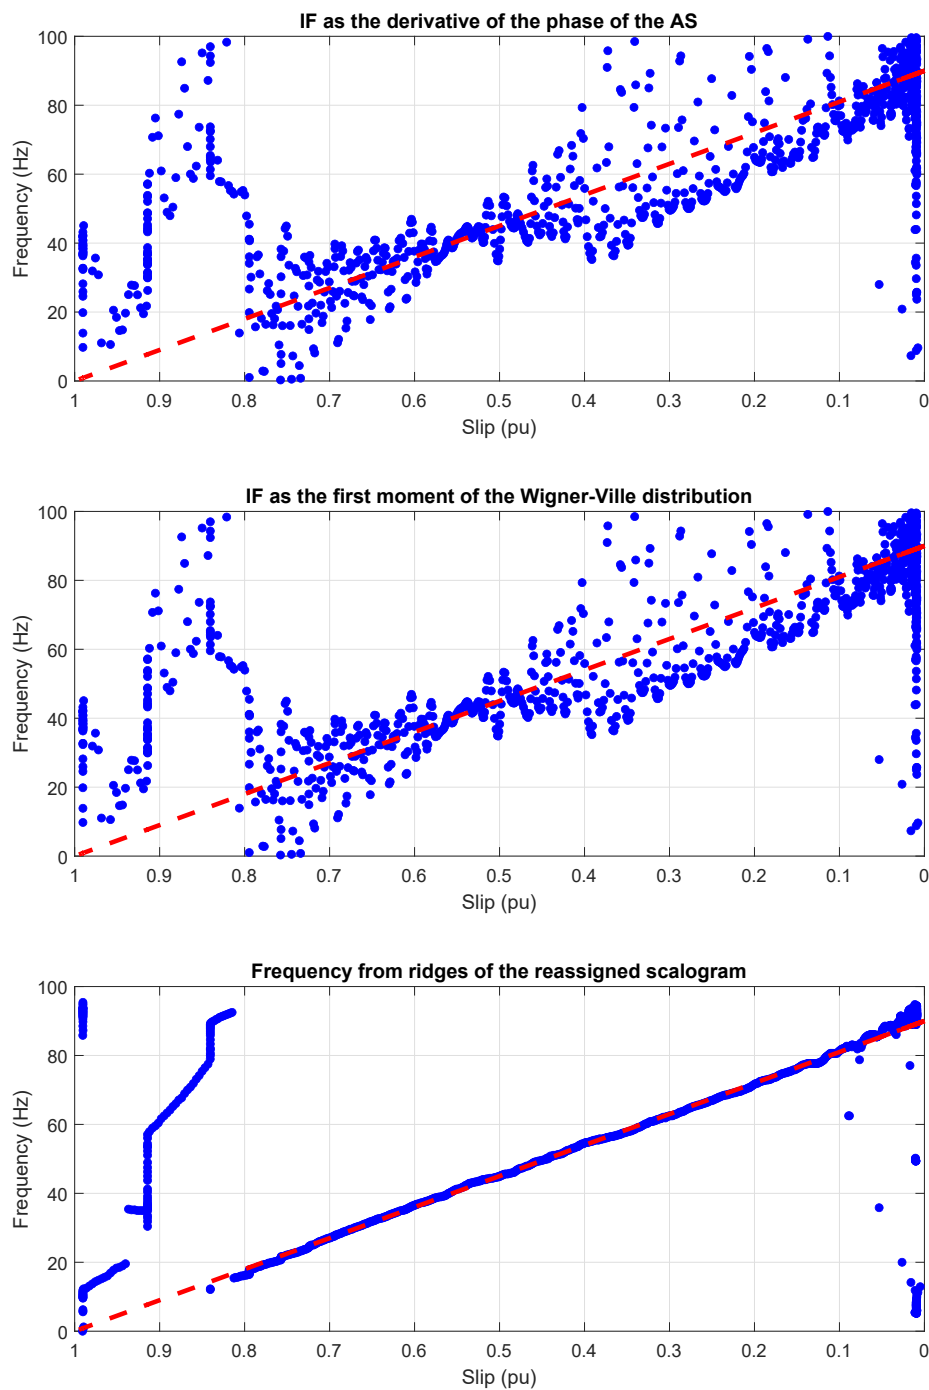 IF as the derivative of the phase of the AS
100
80
60
40
20
0
Frequency (Hz)
1 0.9 0.8 0.7 0.6 0.5 0.4 0.3 0.2 0.1 0
Slip (pu)
IF as the first moment of the Wigner-Ville distribution
100
80
60
40
20
0
Frequency (Hz)
1 0.9 0.8 0.7 0.6 0.5 0.4 0.3 0.2 0.1 0
Slip (pu)
Frequency from ridges of the reassigned scalogram
100
80
60
40
20
0
Frequency (Hz)
1 0.9 0.8 0.7 0.6 0.5 0.4 0.3 0.2 0.1 0
Slip (pu)